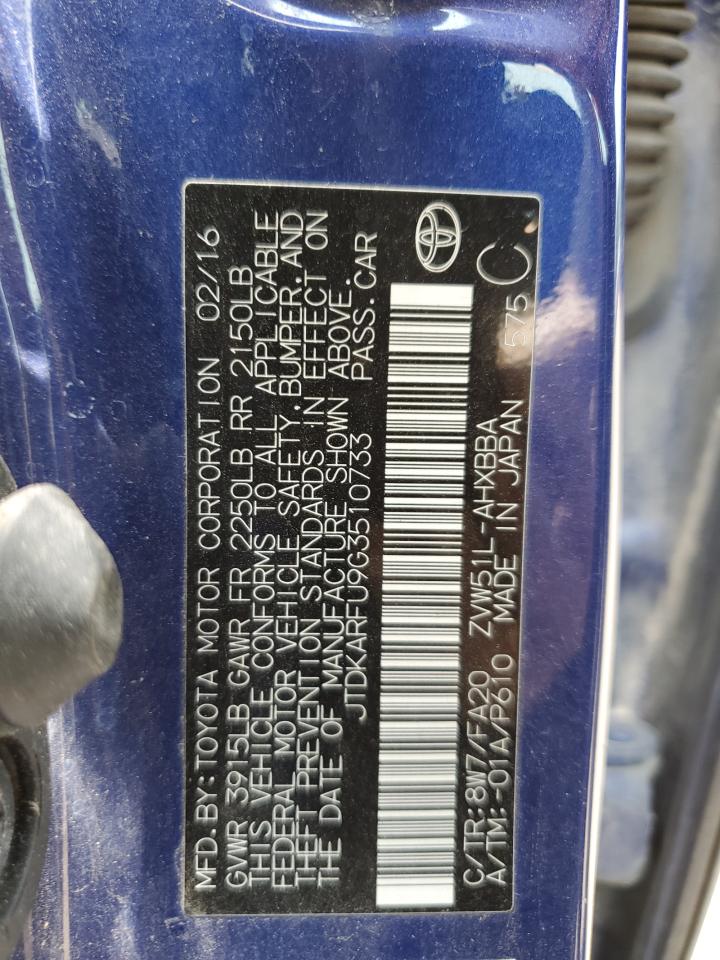 MFD.BY:TOYOTA MOTOR CORPORATION 02/16
GVWR 3915LB GAWR FR 2250LB RR 2150LB
THIS VEHICLE CONFORMS TO ALL APPLICABLE
FEDERAL MOTOR VEHICLE SAFETY,BUMPER,AND
THEFT PREVENTION STANDARDS IN EFFECT ON
THE DATE OF MANUFACTURE SHOWN ABOVE.
JTDKARFU9G3510733 PASS.CAR
C/TR:8W7/FA20 ZVW51L-AHXBBA
A/TM:-01A/P610 MADE IN JAPAN 575 C